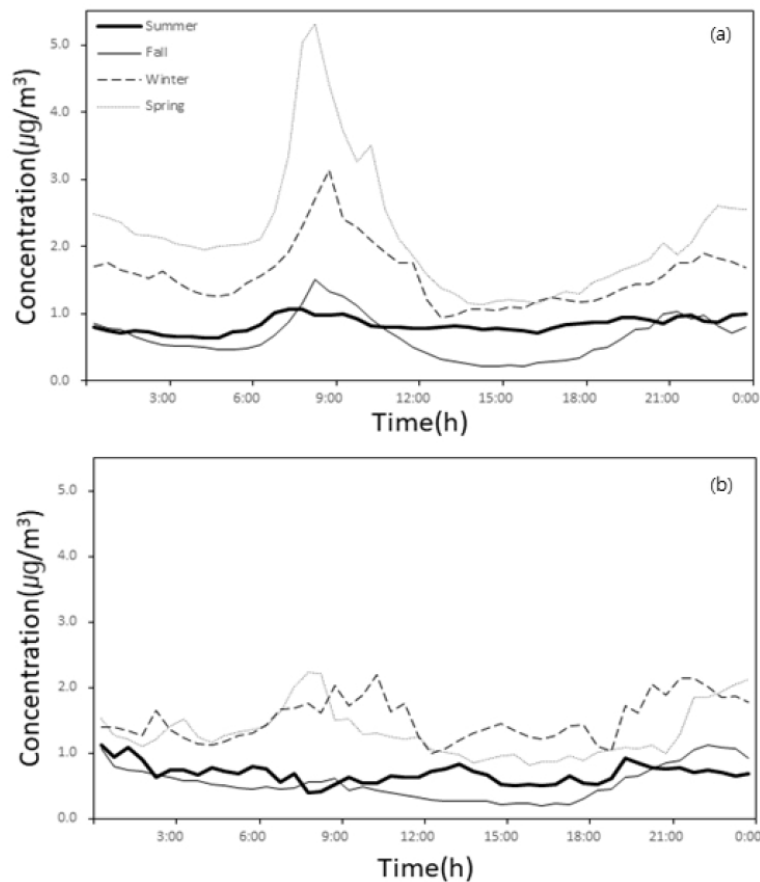 (a)
Summer
Fall
Winter
Spring
5.0
4.0
3.0
2.0
1.0
0.0
Concentration(μg/m³)
3:00 6:00 9:00 12:00 15:00 18:00 21:00 0:00
Time(h)
(b)
5.0
4.0
3.0
2.0
1.0
0.0
Concentration(μg/m³)
3:00 6:00 9:00 12:00 15:00 18:00 21:00 0:00
Time(h)